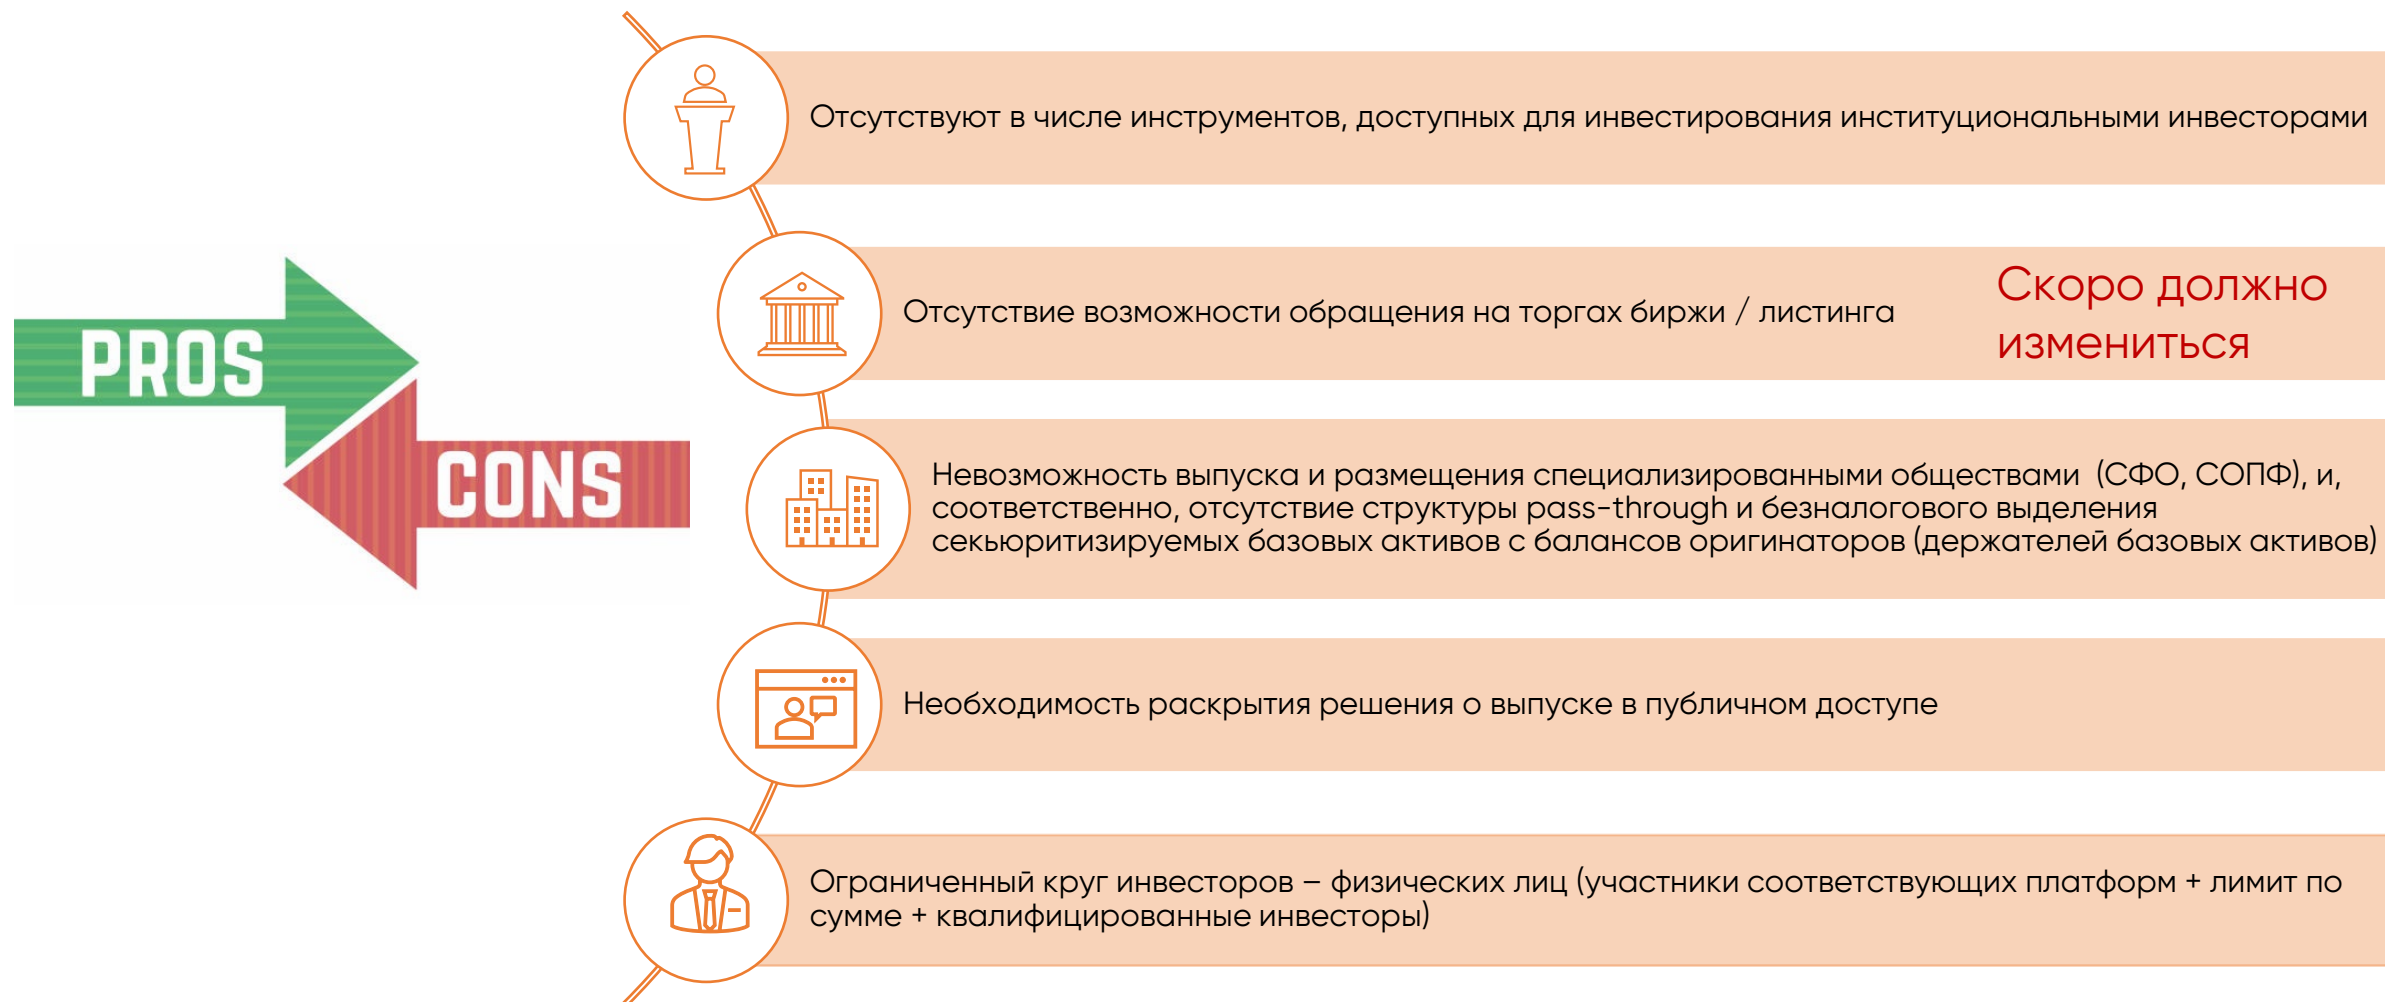 Отсутствуют в числе инструментов, доступных для инвестирования институциональными инвесторами
Отсутствие возможности обращения на торгах биржи / листинга
Скоро должно
измениться
PROS
CONS
Невозможность выпуска и размещения специализированными обществами (СФО, СОПФ), и,
соответственно, отсутствие структуры pass-through и безналогового выделения
секьюритизируемых базовых активов с балансов оригинаторов (держателей базовых активов)
Необходимость раскрытия решения о выпуске в публичном доступе
Ограниченный круг инвесторов – физических лиц (участники соответствующих платформ + лимит по
сумме + квалифицированные инвесторы)